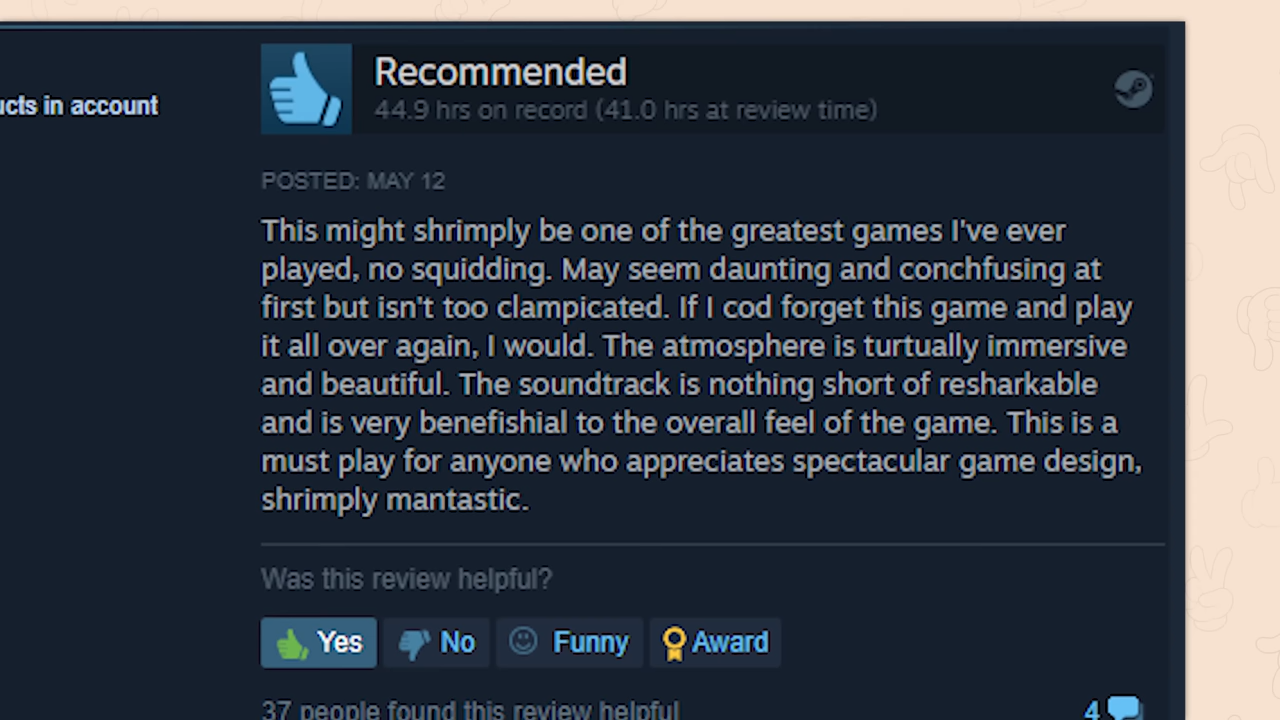 Recommended
44.9 hrs on record (41.0 hrs at review time)
ucts in account
POSTED: MAY 12
This might shrimply be one of the greatest games I've ever
played, no squidding. May seem daunting and conchfusing at
first but isn't too clampicated. If I cod forget this game and play
it all over again, I would. The atmosphere is turtually immersive
and beautiful. The soundtrack is nothing short of resharkable
and is very benefishial to the overall feel of the game. This is a
must play for anyone who appreciates spectacular game design,
shrimply mantastic.
Was this review helpful?
Yes No Funny Award
37 people found this review helpful 4